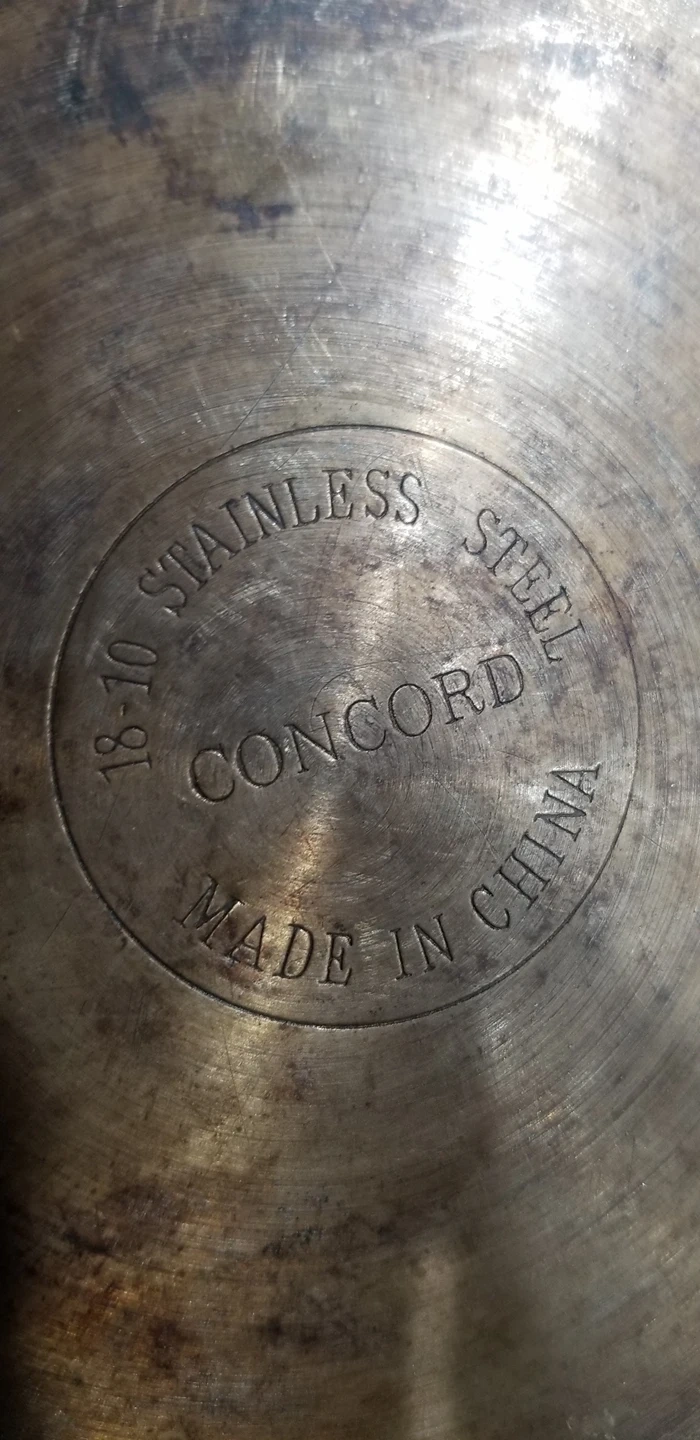 18-10 STAINLESS STEEL
CONCORD
MADE IN CHINA